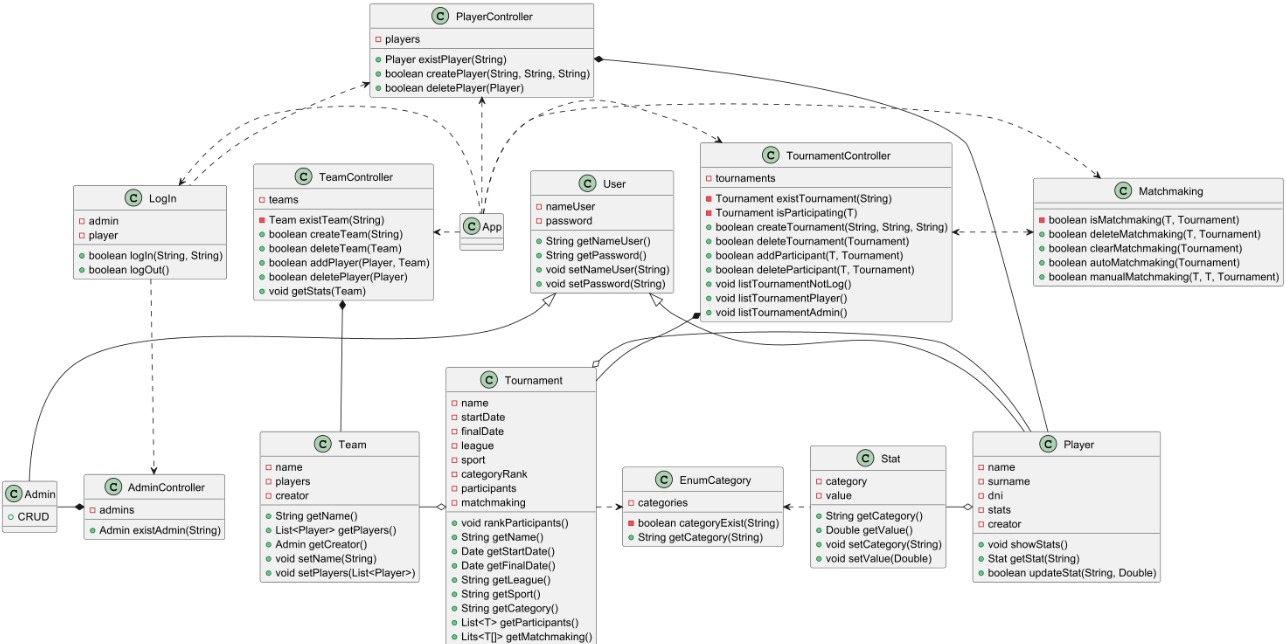 C PlayerController
players
Player existPlayer(String)
boolean createPlayer(String, String, String)
boolean deletePlayer(Player)
C LogIn
admin
player
boolean logIn(String, String)
boolean logOut()
C TeamController
teams
Team existTeam(String)
boolean createTeam(String)
boolean deleteTeam(Team)
boolean addPlayer(Player, Team)
boolean deletePlayer(Player)
void getStats(Team)
C App
C User
nameUser
password
String getNameUser()
String getPassword()
void setNameUser(String)
void setPassword(String)
C TournamentController
tournaments
Tournament existTournament(String)
Tournament isParticipating(T)
boolean createTournament(String, String, String)
boolean deleteTournament(Tournament)
boolean addParticipant(T, Tournament)
boolean deleteParticipant(T, Tournament)
void listTournamentNotLog()
void listTournamentPlayer()
void listTournamentAdmin()
C Matchmaking
boolean isMatchmaking(T, Tournament)
boolean deleteMatchmaking(T, Tournament)
boolean clearMatchmaking(Tournament)
boolean autoMatchmaking(Tournament)
boolean manualMatchmaking(T, T, Tournament)
C Admin
CRUD
C AdminController
admins
Admin existAdmin(String)
C Team
name
players
creator
String getName()
List<Player> getPlayers()
Admin getCreator()
void setName(String)
void setPlayers(List<Player>)
C Tournament
name
startDate
finalDate
league
sport
categoryRank
participants
matchmaking
void rankParticipants()
String getName()
Date getStartDate()
Date getFinalDate()
String getLeague()
String getSport()
String getCategory()
List<T> getParticipants()
Lits<T[]> getMatchmaking()
C EnumCategory
categories
boolean categoryExist(String)
String getCategory(String)
C Stat
category
value
String getCategory()
Double getValue()
void setCategory(String)
void setValue(Double)
C Player
name
surname
dni
stats
creator
void showStats()
Stat getStat(String)
boolean updateStat(String, Double)